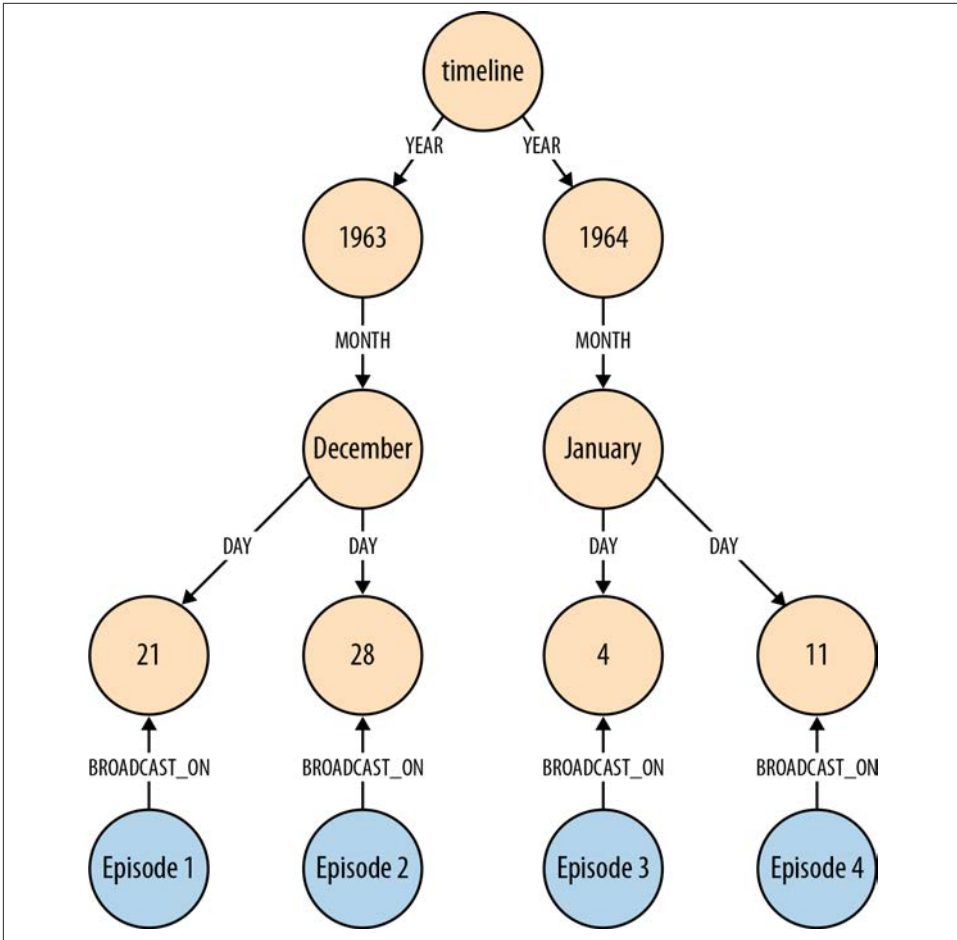 timeline
YEAR YEAR
1963 1964
MONTH MONTH
December January
DAY DAY DAY DAY
21 28 4 11
BROADCAST_ON BROADCAST_ON BROADCAST_ON BROADCAST_ON
Episode 1 Episode 2 Episode 3 Episode 4